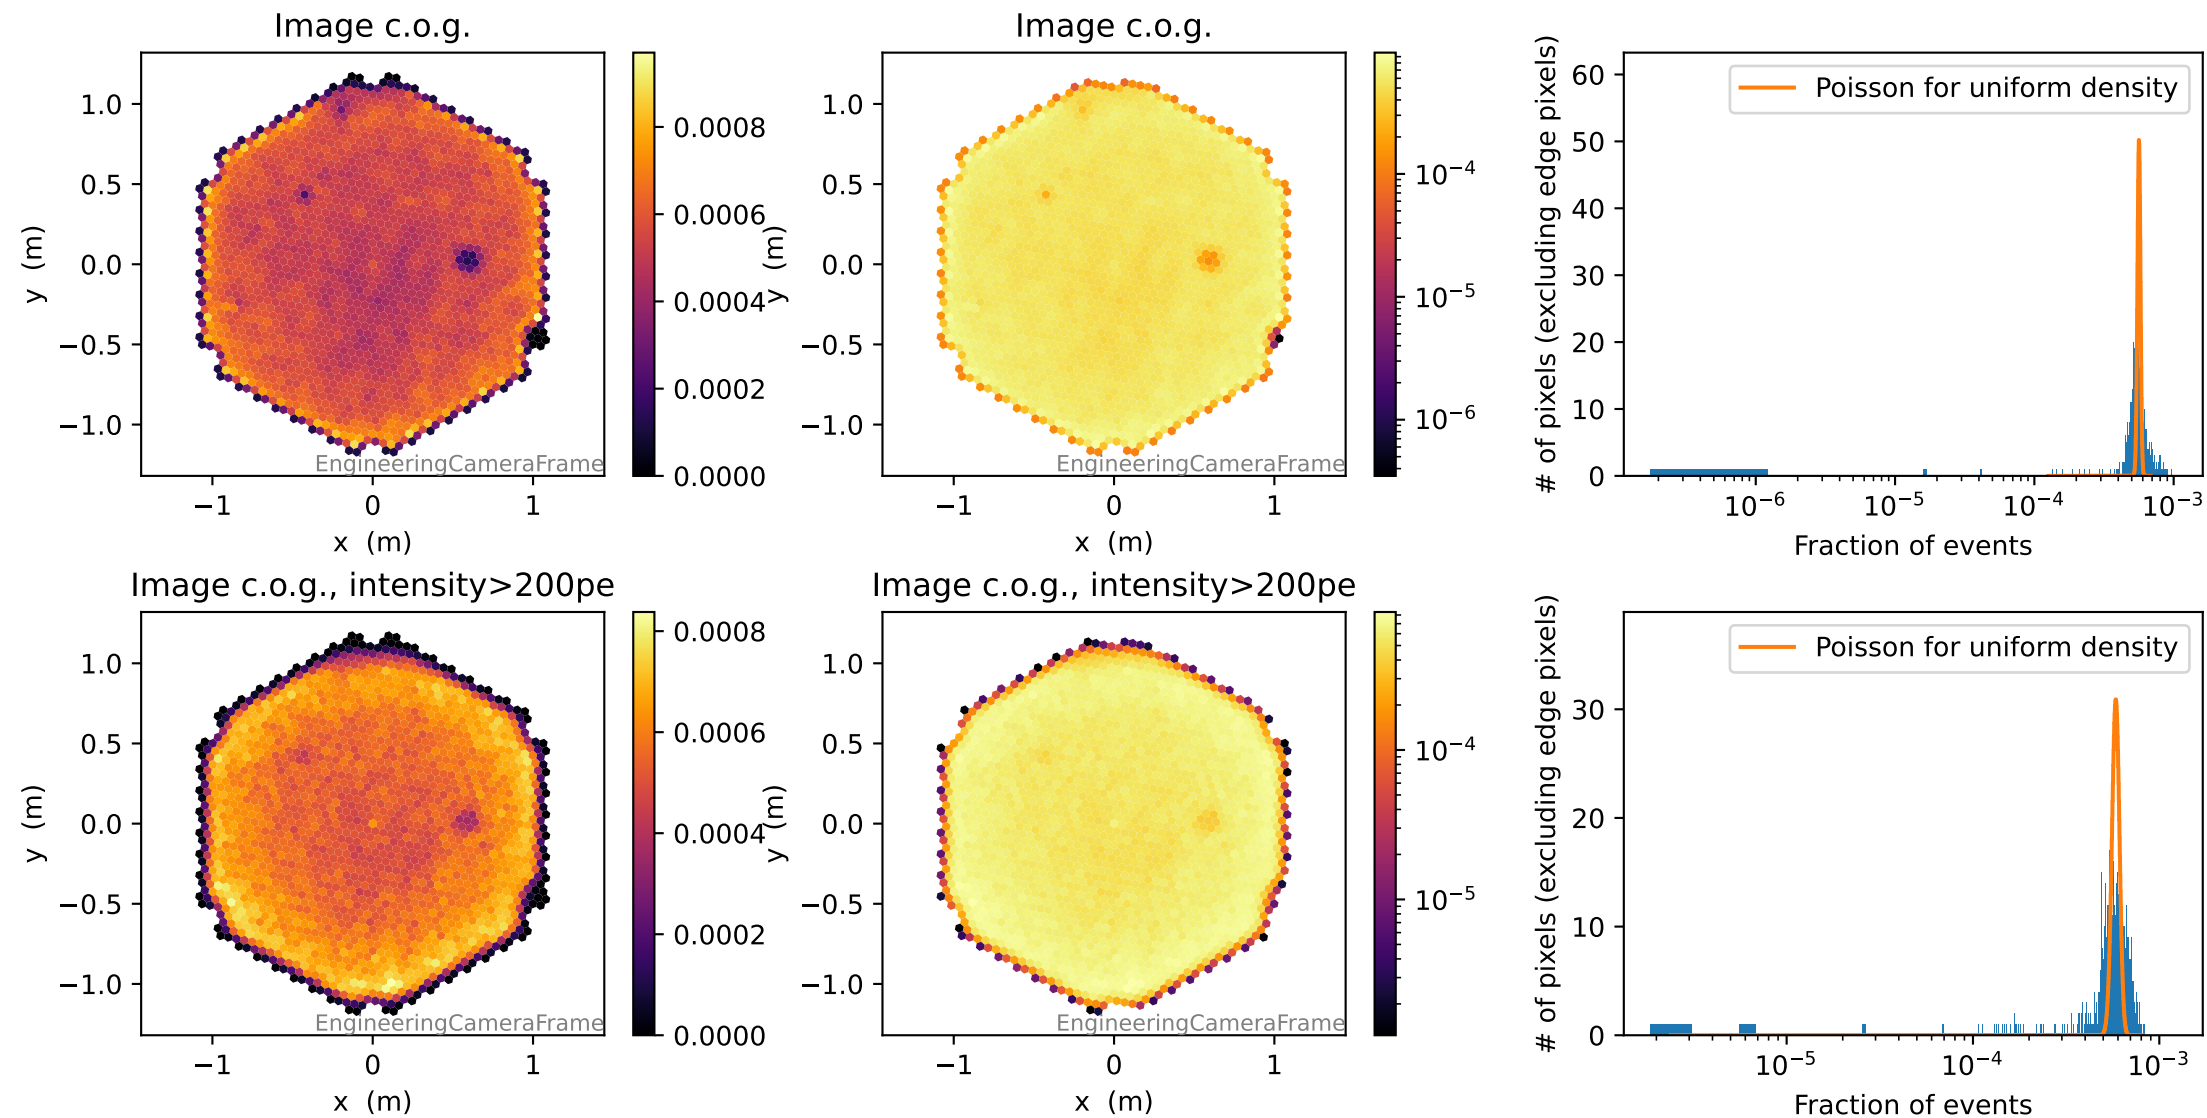 Image c.o.g.
1.0
0.5
0.0
−0.5
−1.0
y (m)
−1
0
1
x (m)
EngineeringCameraFrame
0.0008
0.0006
0.0004
0.0002
0.0000
Image c.o.g.
1.0
0.5
0.0
−0.5
−1.0
y (m)
−1
0
1
x (m)
EngineeringCameraFrame
10⁻⁴
10⁻⁵
10⁻⁶
# of pixels (excluding edge pixels)
60
50
40
30
20
10
0
Poisson for uniform density
10⁻⁶
10⁻⁵
10⁻⁴
10⁻³
Fraction of events
Image c.o.g., intensity>200pe
1.0
0.5
0.0
−0.5
−1.0
y (m)
−1
0
1
x (m)
EngineeringCameraFrame
0.0008
0.0006
0.0004
0.0002
0.0000
Image c.o.g., intensity>200pe
1.0
0.5
0.0
−0.5
−1.0
y (m)
−1
0
1
x (m)
EngineeringCameraFrame
10⁻⁴
10⁻⁵
# of pixels (excluding edge pixels)
30
20
10
0
Poisson for uniform density
10⁻⁵
10⁻⁴
10⁻³
Fraction of events